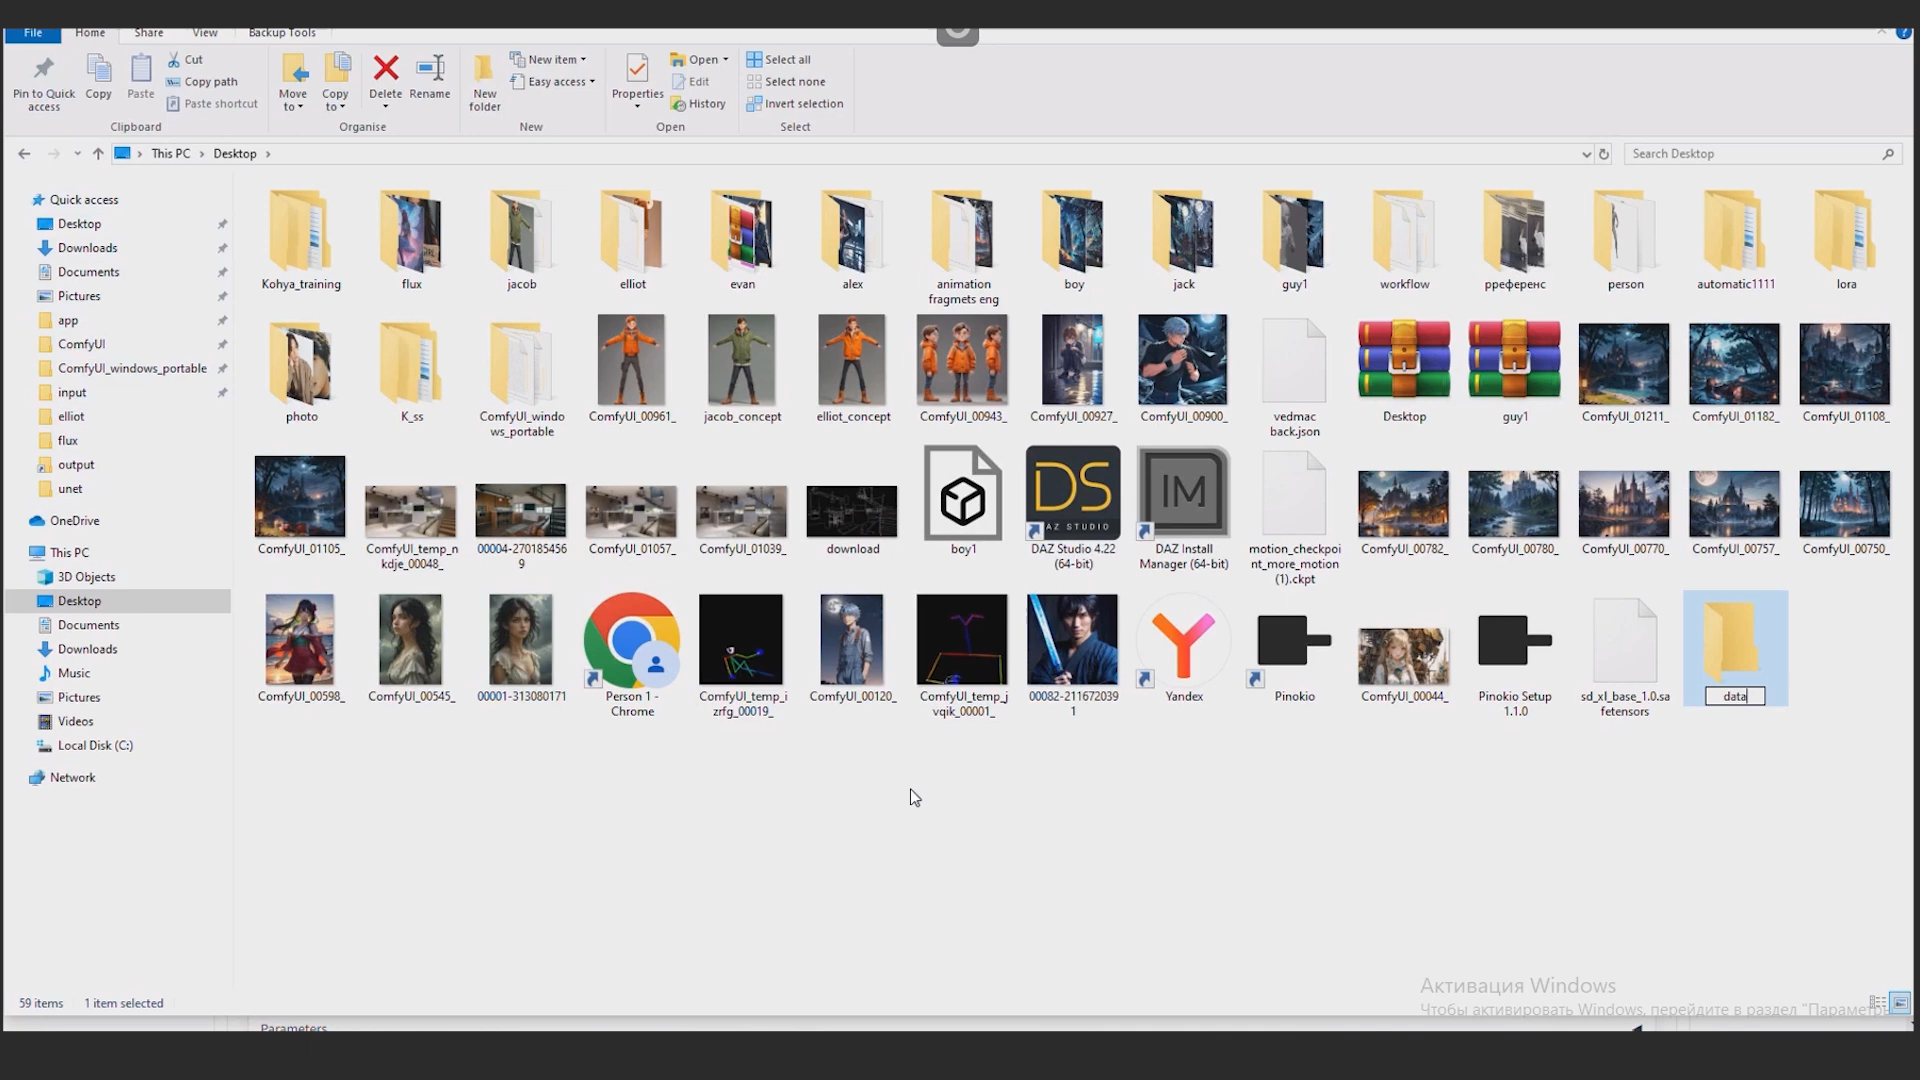 File Home Share View Backup Tools
Pin to Quick access
Copy
Paste
Cut
Copy path
Paste shortcut
Clipboard
Move to
Copy to
Delete
Rename
Organise
New folder
New item
Easy access
New
Properties
Open
Edit
History
Open
Select all
Select none
Invert selection
Select
This PC Desktop
Search Desktop
Quick access
Desktop
Downloads
Documents
Pictures
app
ComfyUI
ComfyUI_windows_portable
input
elliot
flux
output
unet
OneDrive
This PC
3D Objects
Desktop
Documents
Downloads
Music
Pictures
Videos
Local Disk (C:)
Network
Kohya_training
flux
jacob
elliot
evan
alex
animation
fragmets eng
boy
jack
guy1
workflow
рреференс
person
automatic1111
lora
photo
K_ss
ComfyUI_windo
ws_portable
ComfyUI_00961_
jacob_concept
elliot_concept
ComfyUI_00943_
ComfyUI_00927_
ComfyUI_00900_
vedmac
back.json
Desktop
guy1
ComfyUI_01211_
ComfyUI_01182_
ComfyUI_01108_
ComfyUI_01105_
ComfyUI_temp_n
kdje_00048_
00004-270185456
9
ComfyUI_01057_
ComfyUI_01039_
download
boy1
DS
AZ STUDIO
DAZ Studio 4.22
(64-bit)
IM
DAZ Install
Manager (64-bit)
motion_checkpoi
nt_more_motion
(1).ckpt
ComfyUI_00782_
ComfyUI_00780_
ComfyUI_00770_
ComfyUI_00757_
ComfyUI_00750_
ComfyUI_00598_
ComfyUI_00545_
00001-313080171
Person 1 -
Chrome
ComfyUI_temp_i
zrfg_00019_
ComfyUI_00120_
ComfyUI_temp_j
vqik_00001_
00082-211672039
1
Yandex
Pinokio
ComfyUI_00044_
Pinokio Setup
1.1.0
sd_xl_base_1.0.sa
fetensors
data
59 items 1 item selected
Активация Windows
Чтобы активировать Windows, перейдите в раздел "Параметры
Parameters